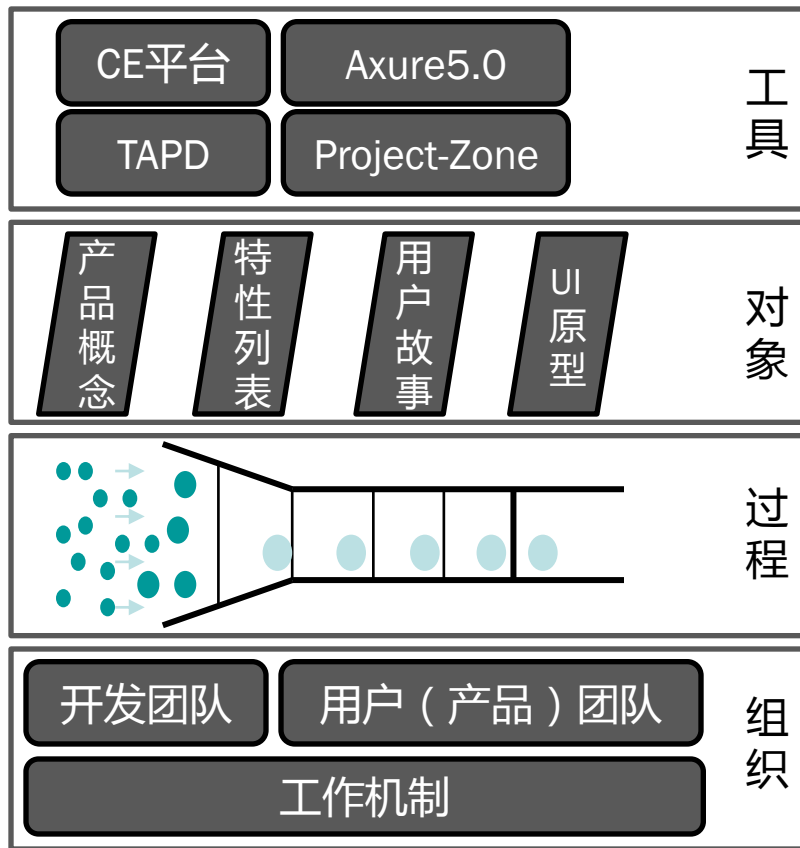 CE平台
Axure5.0
TAPD
Project-Zone
工具
产品概念
特性列表
用户故事
UI原型
对象
过程
开发团队
用户（产品）团队
工作机制
组织